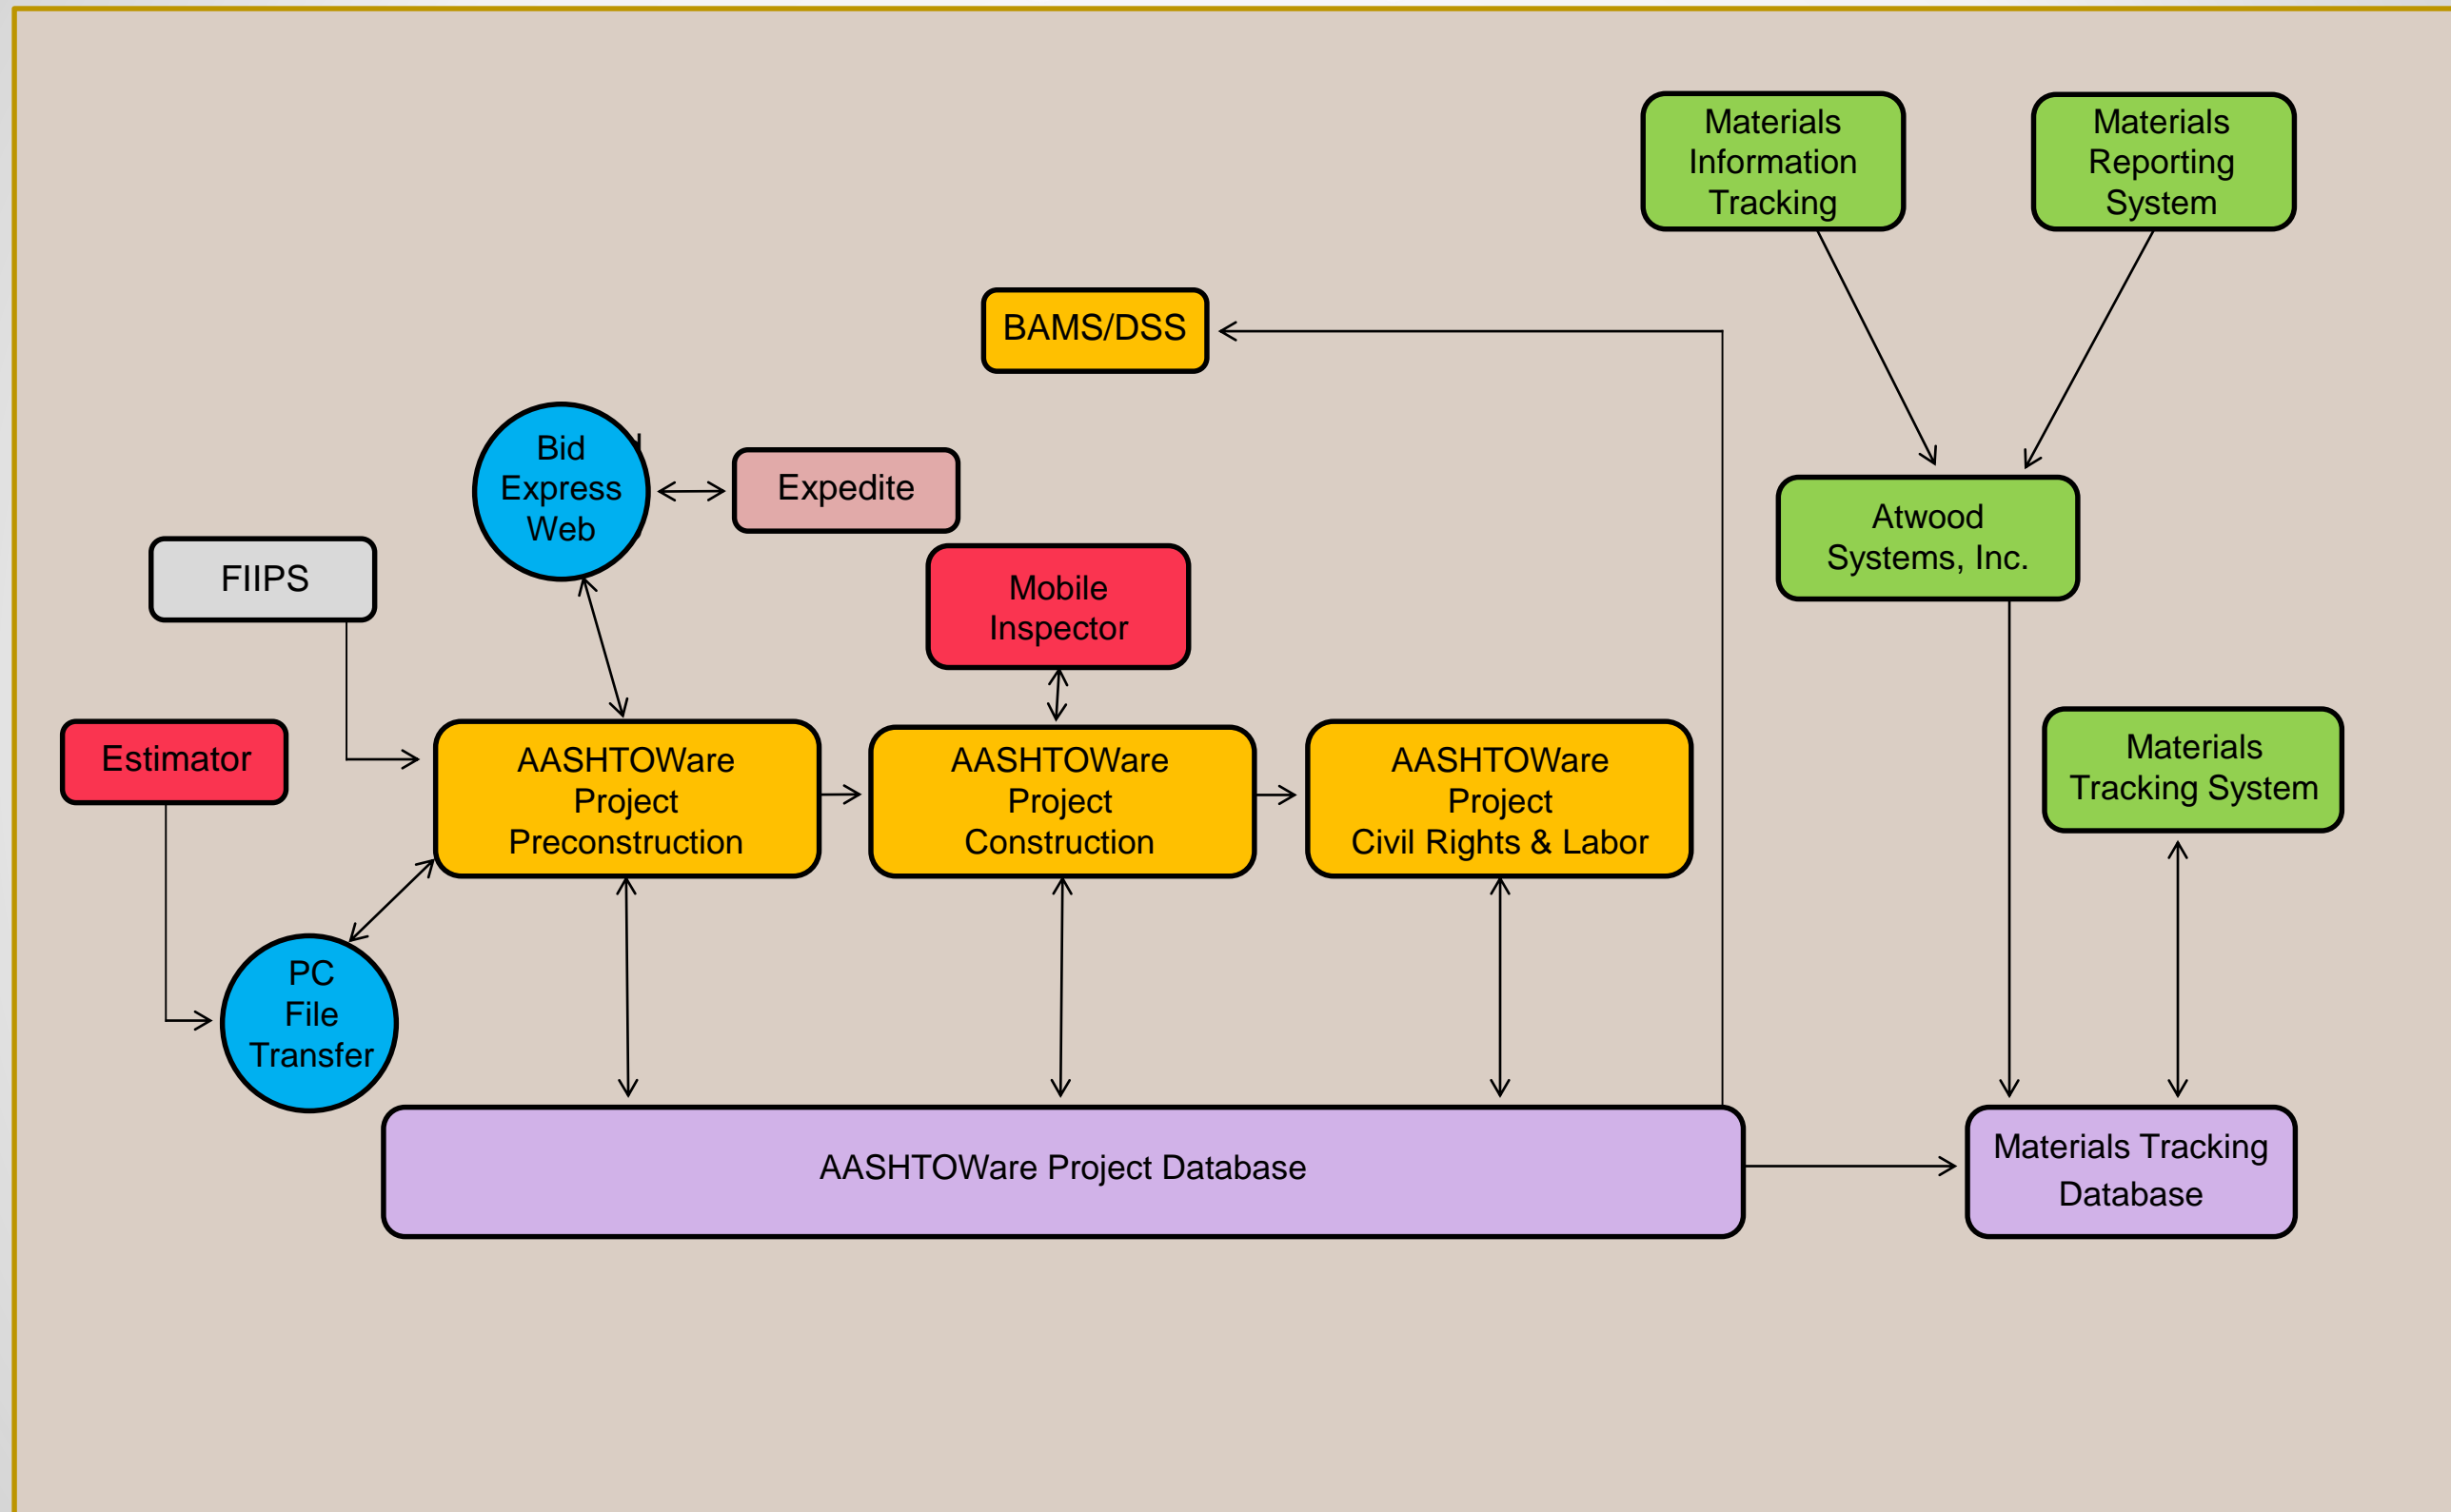 Materials
Information
Tracking
Materials
Reporting
System
BAMS/DSS
Bid
Express
Web
Expedite
Atwood
Systems, Inc.
FIIPS
Mobile
Inspector
Estimator
AASHTOWare
Project
Preconstruction
AASHTOWare
Project
Construction
AASHTOWare
Project
Civil Rights & Labor
Materials
Tracking System
PC
File
Transfer
AASHTOWare Project Database
Materials Tracking
Database